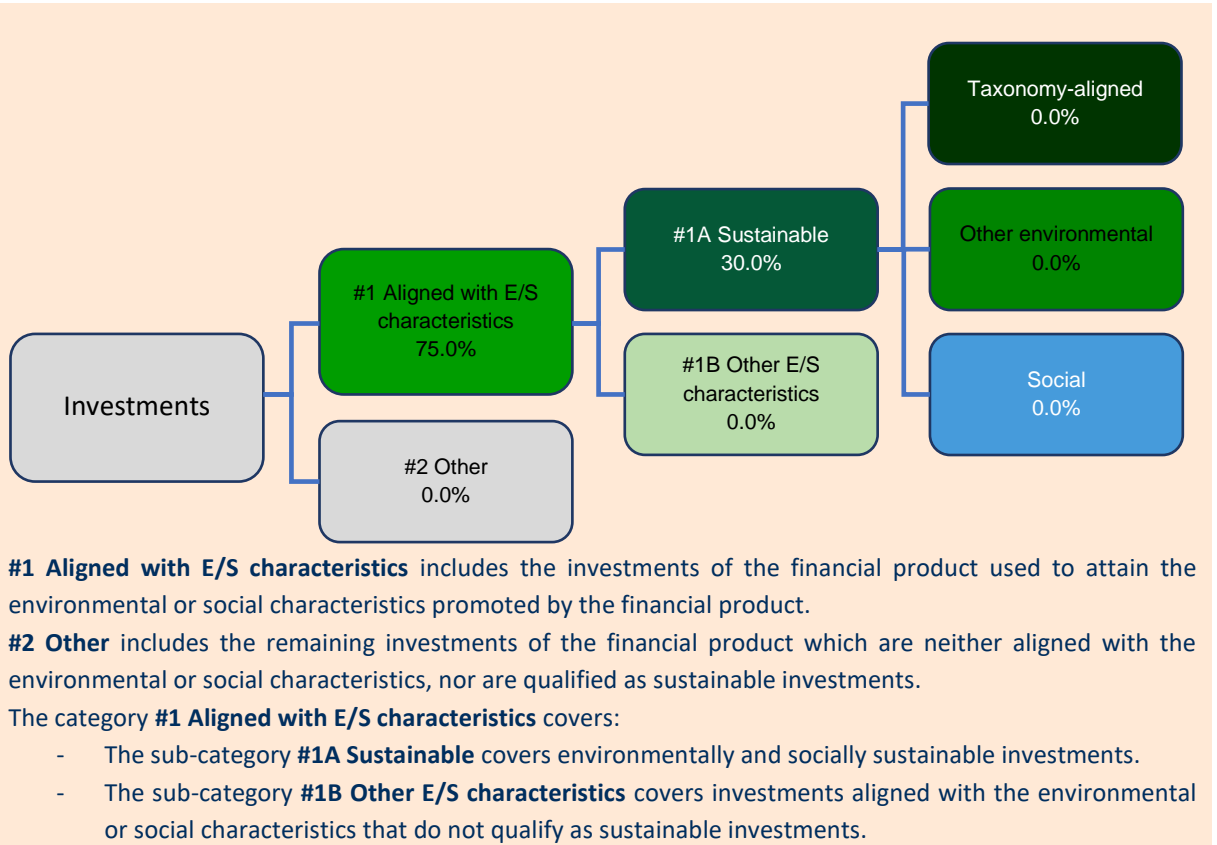 Taxonomy-aligned
0.0%
#1A Sustainable
30.0%
Other environmental
0.0%
#1 Aligned with E/S
characteristics
75.0%
#1B Other E/S
characteristics
0.0%
Social
0.0%
Investments
#2 Other
0.0%
#1 Aligned with E/S characteristics includes the investments of the financial product used to attain the
environmental or social characteristics promoted by the financial product.
#2 Other includes the remaining investments of the financial product which are neither aligned with the
environmental or social characteristics, nor are qualified as sustainable investments.
The category #1 Aligned with E/S characteristics covers:
- The sub-category #1A Sustainable covers environmentally and socially sustainable investments.
- The sub-category #1B Other E/S characteristics covers investments aligned with the environmental
or social characteristics that do not qualify as sustainable investments.